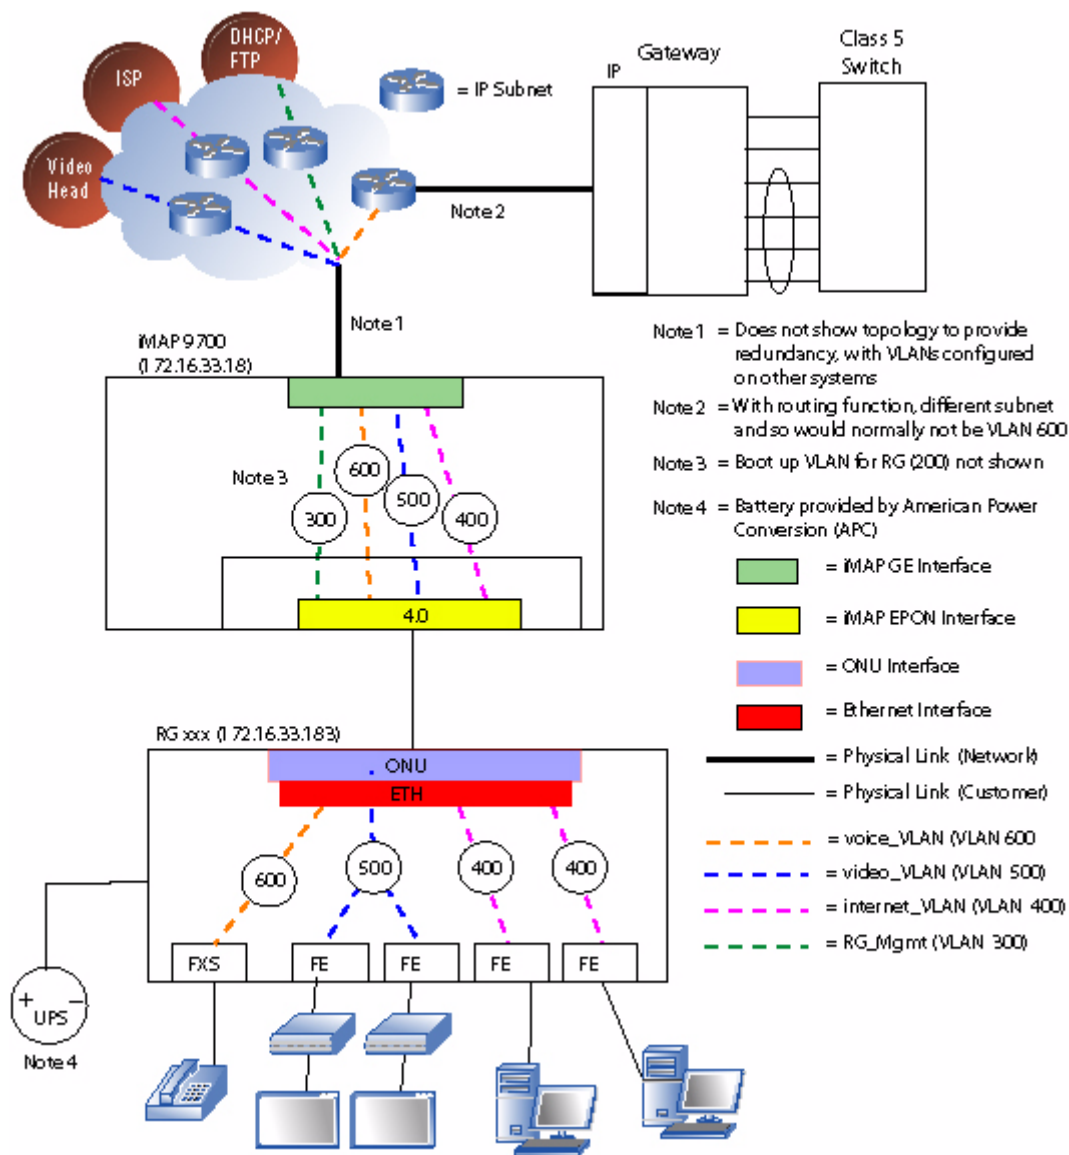 DHCP/
FTP
ISP
Video
Head
= IP Subnet
IP
Gateway
Class 5
Switch
Note 2
Note 1
iMAP 9700
(172.16.33.18)
Note 3
300
600
500
400
4.0
Note 1 = Does not show topology to provide
redundancy, with VLANs configured
on other systems
Note 2 = With routing function, different subnet
and so would normally not be VLAN 600
Note 3 = Boot up VLAN for RG (200) not shown
Note 4 = Battery provided by American Power
Conversion (APC)
= iMAP GE Interface
= iMAP EPON Interface
= ONU Interface
= Ethernet Interface
= Physical Link (Network)
= Physical Link (Customer)
= voice_VLAN (VLAN 600
= video_VLAN (VLAN 500)
= internet_VLAN (VLAN 400)
= RG_Mgmt (VLAN 300)
RG xxx (172.16.33.183)
ONU
ETH
600
500
400
400
FXS
FE
FE
FE
FE
+ −
UPS
Note 4